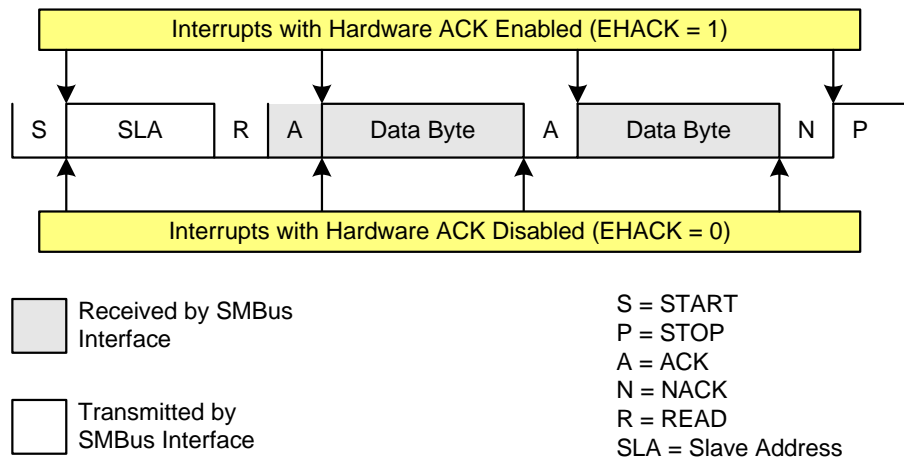 Interrupts with Hardware ACK Enabled (EHACK = 1)
S SLA R A Data Byte A Data Byte N P
Interrupts with Hardware ACK Disabled (EHACK = 0)
Received by SMBus
Interface
Transmitted by
SMBus Interface
S = START
P = STOP
A = ACK
N = NACK
R = READ
SLA = Slave Address